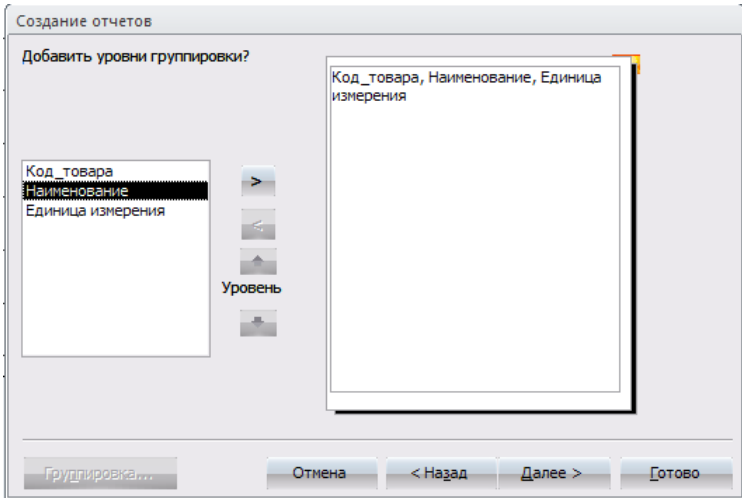 Создание отчетов
Добавить уровни группировки?
Код_товара, Наименование, Единица
измерения
Код_товара
Наименование
Единица измерения
>
<
Уровень
Группировка...
Отмена
< Назад
Далее >
Готово